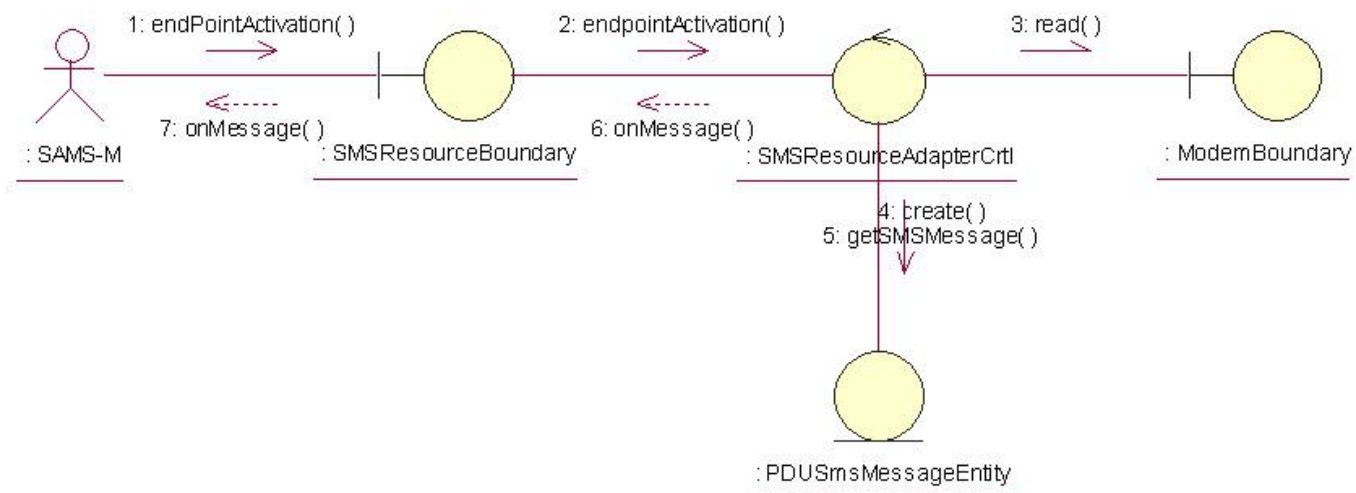 1: endPointActivation( )
2: endpointActivation( )
3: read( )
7: onMessage( )
6: onMessage( )
: SAMS-M
: SMSResourceBoundary
: SMSResourceAdapterCrtl
: ModemBoundary
4: create( )
5: getSMSMessage( )
: PDUSmsMessageEntity